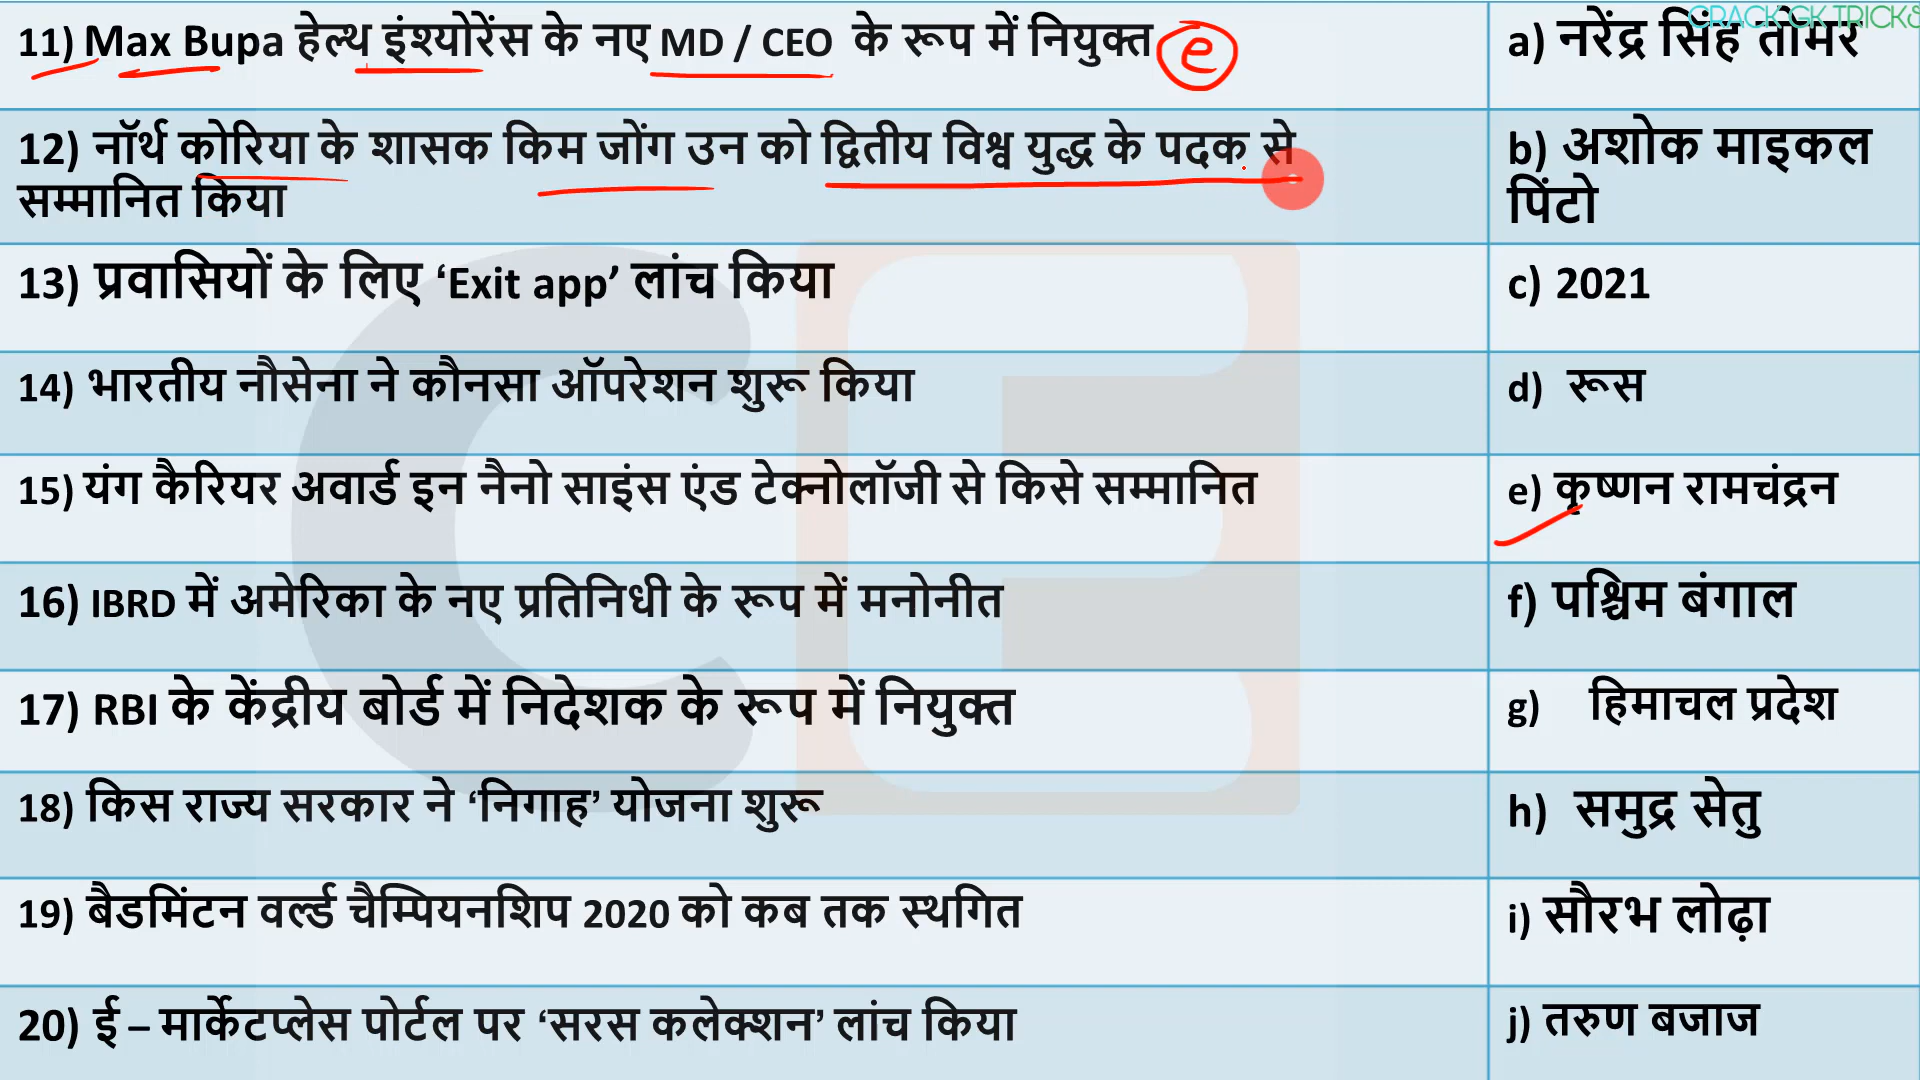 CRACK GK TRICKS
11) Max Bupa हेल्थ इंश्योरेंस के नए MD / CEO के रूप में नियुक्त e
a) नरेंद्र सिंह तोमर
12) नॉर्थ कोरिया के शासक किम जोंग उन को द्वितीय विश्व युद्ध के पदक से
सम्मानित किया
b) अशोक माइकल
पिंटो
13) प्रवासियों के लिए ‘Exit app’ लांच किया
c) 2021
14) भारतीय नौसेना ने कौनसा ऑपरेशन शुरू किया
d) रूस
15) यंग कैरियर अवार्ड इन नैनो साइंस एंड टेक्नोलॉजी से किसे सम्मानित
e) कृष्णन रामचंद्रन
16) IBRD में अमेरिका के नए प्रतिनिधी के रूप में मनोनीत
f) पश्चिम बंगाल
17) RBI के केंद्रीय बोर्ड में निदेशक के रूप में नियुक्त
g) हिमाचल प्रदेश
18) किस राज्य सरकार ने ‘निगाह’ योजना शुरू
h) समुद्र सेतु
19) बैडमिंटन वर्ल्ड चैम्पियनशिप 2020 को कब तक स्थगित
i) सौरभ लोढ़ा
20) ई – मार्केटप्लेस पोर्टल पर ‘सरस कलेक्शन’ लांच किया
j) तरुण बजाज